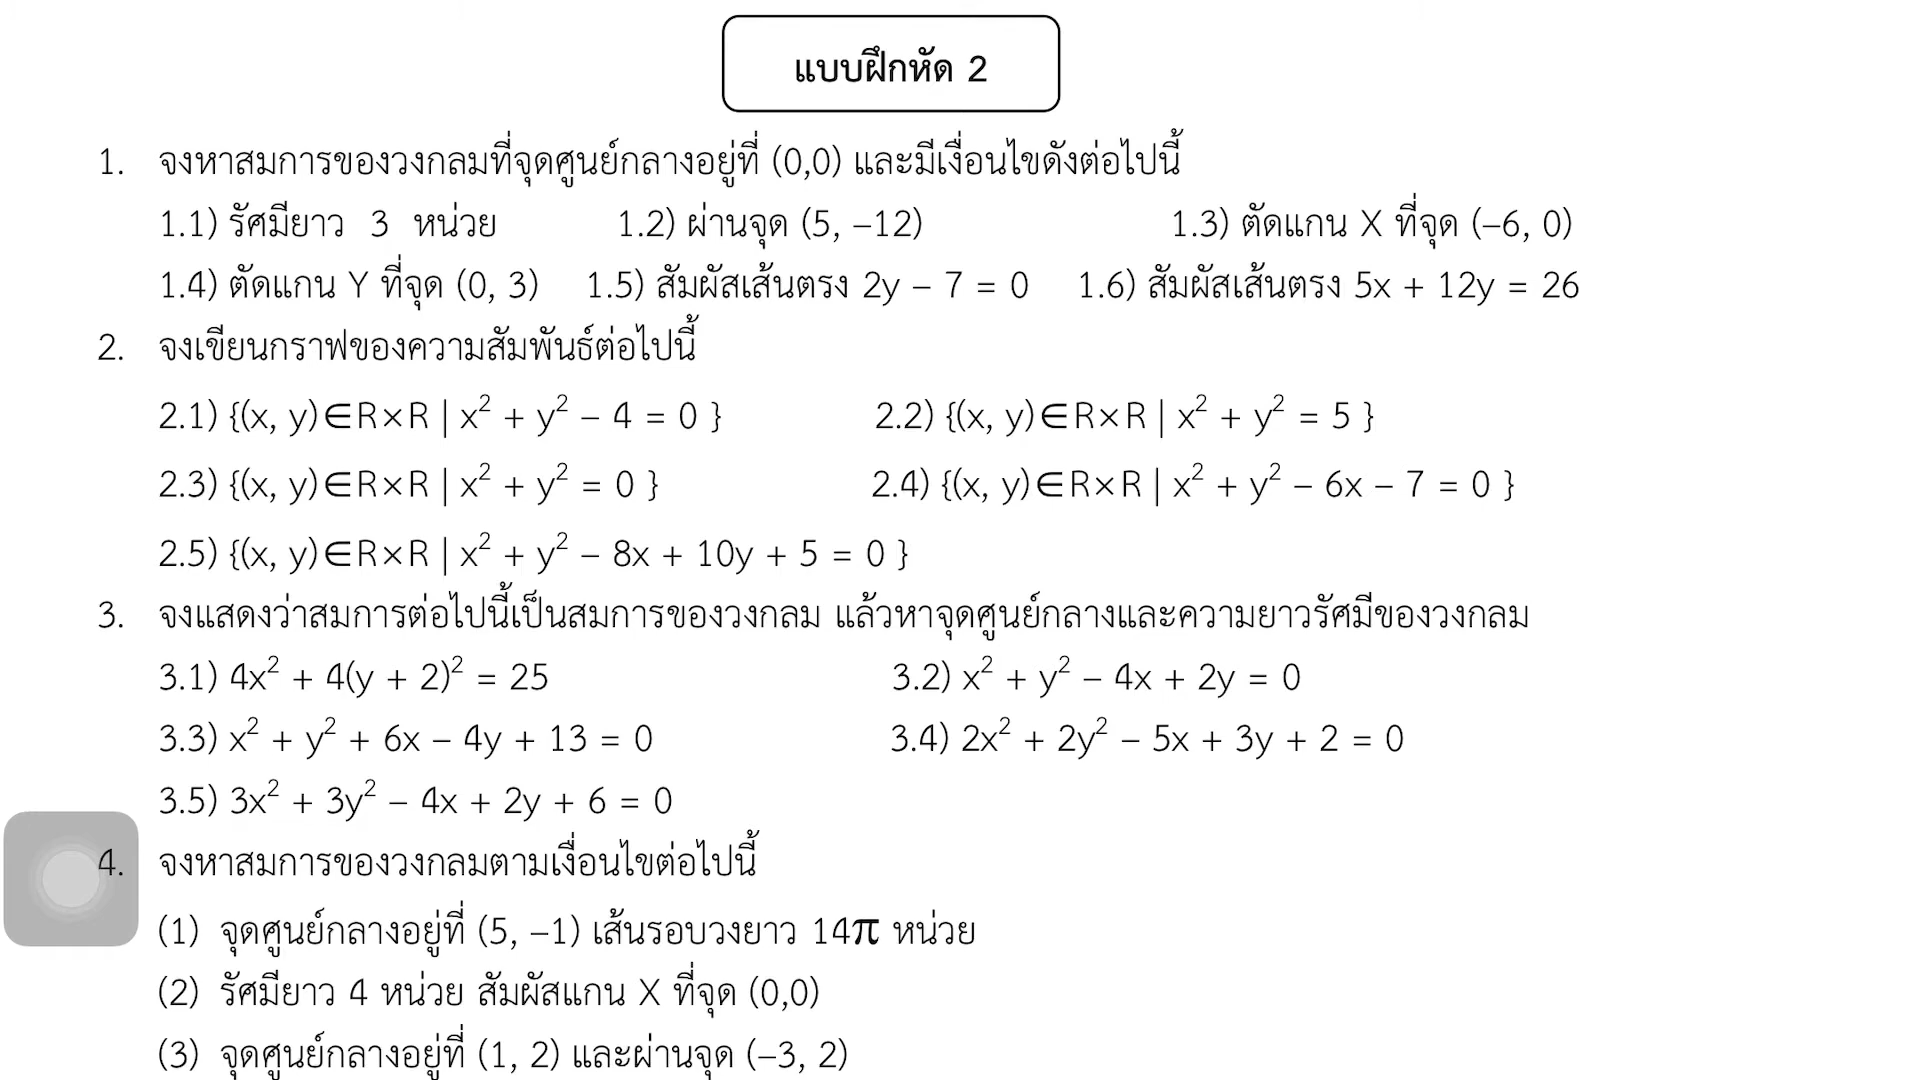 แบบฝึกหัด 2
1. จงหาสมการของวงกลมที่จุดศูนย์กลางอยู่ที่ (0,0) และมีเงื่อนไขดังต่อไปนี้
1.1) รัศมียาว 3 หน่วย 1.2) ผ่านจุด (5, –12) 1.3) ตัดแกน X ที่จุด (–6, 0)
1.4) ตัดแกน Y ที่จุด (0, 3) 1.5) สัมผัสเส้นตรง 2y – 7 = 0 1.6) สัมผัสเส้นตรง 5x + 12y = 26
2. จงเขียนกราฟของความสัมพันธ์ต่อไปนี้
2.1) {(x, y)∈R×R | x² + y² – 4 = 0 } 2.2) {(x, y)∈R×R | x² + y² = 5 }
2.3) {(x, y)∈R×R | x² + y² = 0 } 2.4) {(x, y)∈R×R | x² + y² – 6x – 7 = 0 }
2.5) {(x, y)∈R×R | x² + y² – 8x + 10y + 5 = 0 }
3. จงแสดงว่าสมการต่อไปนี้เป็นสมการของวงกลม แล้วหาจุดศูนย์กลางและความยาวรัศมีของวงกลม
3.1) 4x² + 4(y + 2)² = 25 3.2) x² + y² – 4x + 2y = 0
3.3) x² + y² + 6x – 4y + 13 = 0 3.4) 2x² + 2y² – 5x + 3y + 2 = 0
3.5) 3x² + 3y² – 4x + 2y + 6 = 0
4. จงหาสมการของวงกลมตามเงื่อนไขต่อไปนี้
(1) จุดศูนย์กลางอยู่ที่ (5, –1) เส้นรอบวงยาว 14π หน่วย
(2) รัศมียาว 4 หน่วย สัมผัสแกน X ที่จุด (0,0)
(3) จุดศูนย์กลางอยู่ที่ (1, 2) และผ่านจุด (–3, 2)